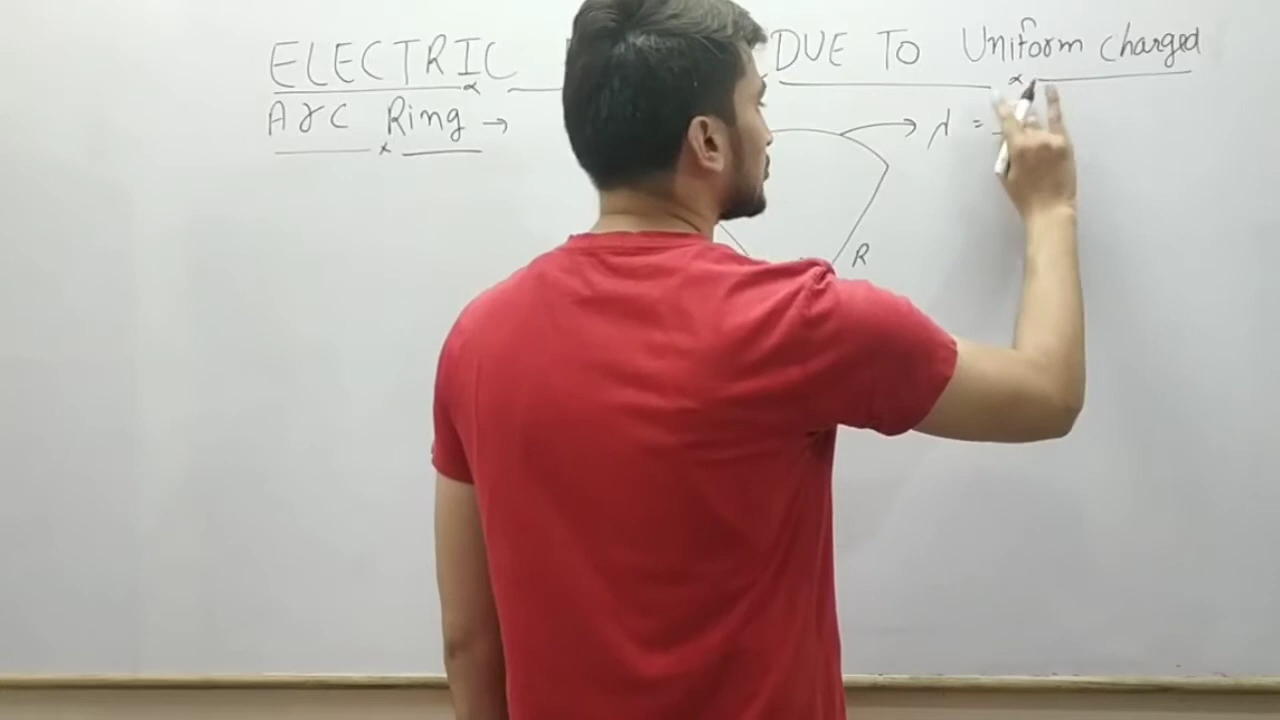 ELECTRIC DUE TO Uniform charged
Arc Ring →
λ =
R